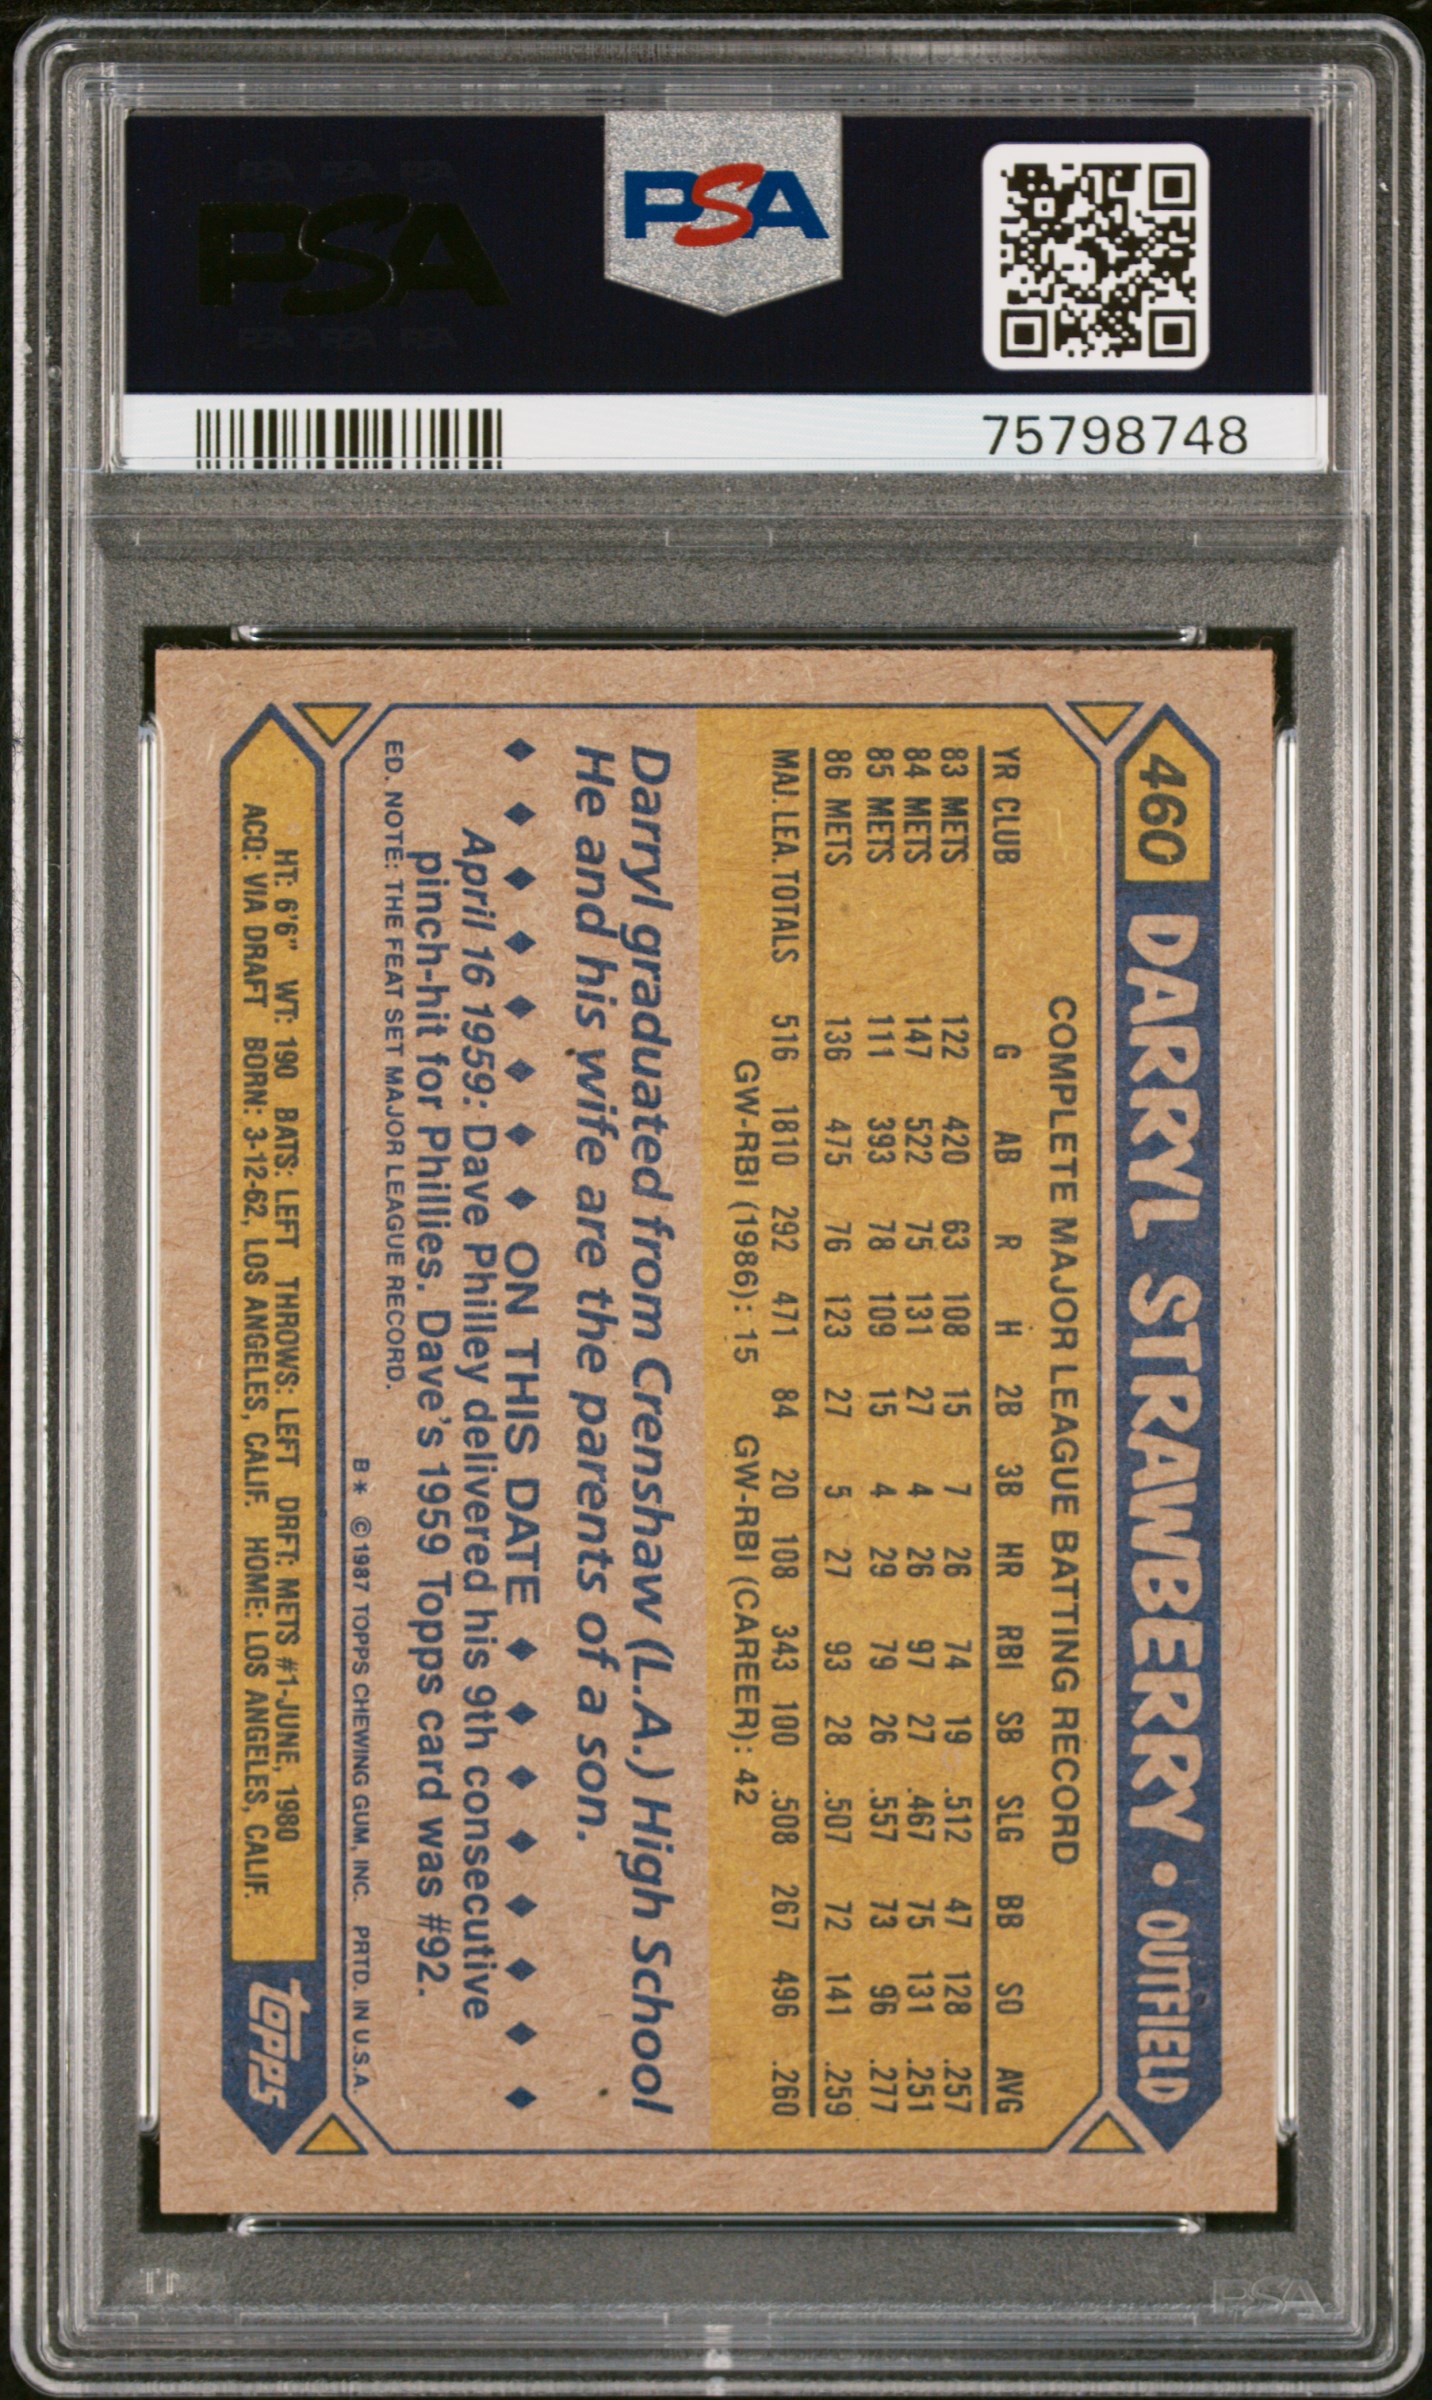 PSA PSA PSA
PSA
PSA PSA PSA
PSA
75798748
460 DARRYL STRAWBERRY • OUTFIELD
COMPLETE MAJOR LEAGUE BATTING RECORD
YR CLUB G AB R H 2B 3B HR RBI SB SLG BB SO AVG
83 METS 122 420 63 108 15 7 26 74 19 .512 47 128 .257
84 METS 147 522 75 131 27 4 26 97 27 .467 75 131 .251
85 METS 111 393 78 109 15 4 29 79 26 .557 73 96 .277
86 METS 136 475 76 123 27 5 27 93 28 .507 72 141 .259
MAJ. LEA. TOTALS 516 1810 292 471 84 20 108 343 100 .508 267 496 .260
GW-RBI (1986): 15 GW-RBI (CAREER): 42
Darryl graduated from Crenshaw (L.A.) High School
He and his wife are the parents of a son.
◆ ◆ ◆ ◆ ◆ ◆ ◆ ◆ ON THIS DATE ◆ ◆ ◆ ◆ ◆ ◆ ◆ ◆
April 16 1959: Dave Philley delivered his 9th consecutive
pinch-hit for Phillies. Dave's 1959 Topps card was #92.
ED. NOTE: THE FEAT SET MAJOR LEAGUE RECORD.
B* © 1987 TOPPS CHEWING GUM, INC. PRTD. IN U.S.A.
HT: 6'6" WT: 190 BATS: LEFT THROWS: LEFT DRFT: METS #1-JUNE, 1980
ACQ: VIA DRAFT BORN: 3-12-62, LOS ANGELES, CALIF. HOME: LOS ANGELES, CALIF.
topps
PSA